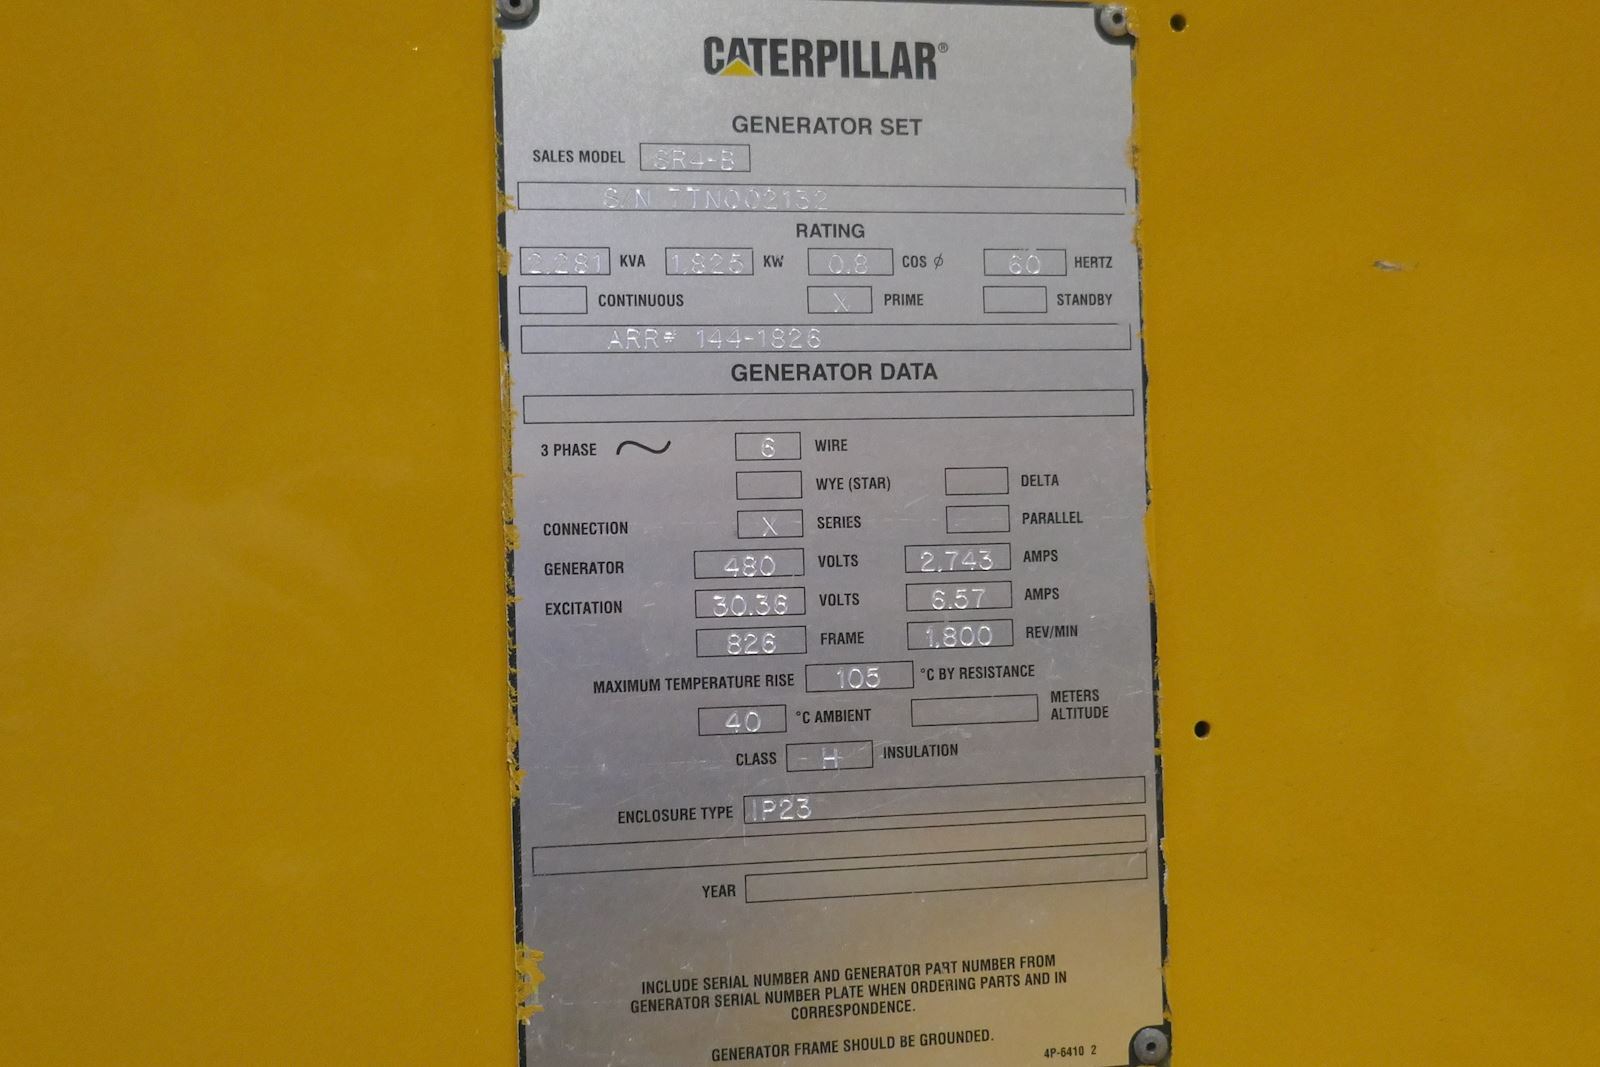 CATERPILLAR®
GENERATOR SET
SALES MODEL SR4-B
S/N 7TN002132
RATING
2,281 KVA 1,825 KW 0.8 COS ϕ 60 HERTZ
CONTINUOUS X PRIME STANDBY
ARR# 144-1826
GENERATOR DATA
3 PHASE 6 WIRE
WYE (STAR) DELTA
CONNECTION X SERIES PARALLEL
GENERATOR 480 VOLTS 2,743 AMPS
EXCITATION 30.36 VOLTS 6.57 AMPS
826 FRAME 1,800 REV/MIN
MAXIMUM TEMPERATURE RISE 105 °C BY RESISTANCE
40 °C AMBIENT METERS ALTITUDE
CLASS H INSULATION
ENCLOSURE TYPE IP23
YEAR
INCLUDE SERIAL NUMBER AND GENERATOR PART NUMBER FROM
GENERATOR SERIAL NUMBER PLATE WHEN ORDERING PARTS AND IN
CORRESPONDENCE.
GENERATOR FRAME SHOULD BE GROUNDED.
4P-6410 2